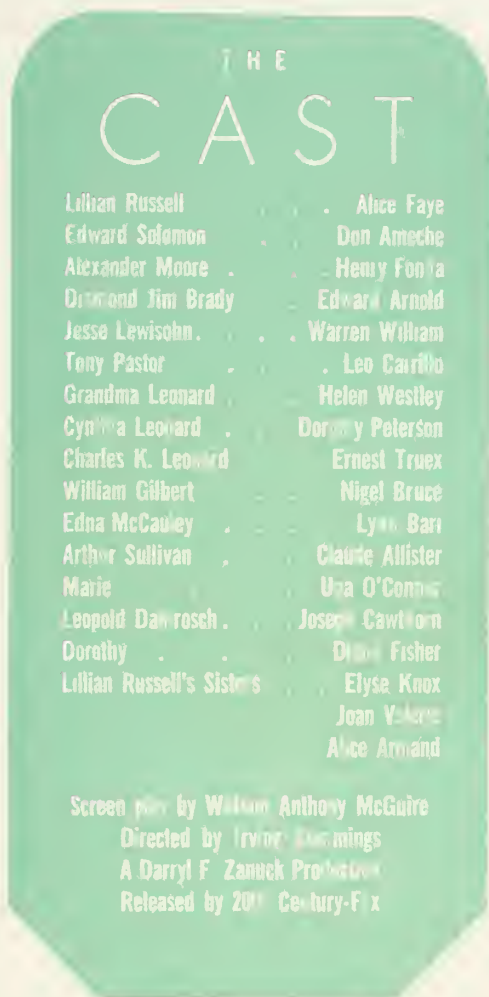 THE
CAST
Lillian Russell . . . Alice Faye
Edward Solomon . . Don Ameche
Alexander Moore . . . Henry Fonda
Diamond Jim Brady . Edward Arnold
Jesse Lewisohn . . . Warren William
Tony Pastor . . . Leo Carrillo
Grandma Leonard . . Helen Westley
Cynthia Leonard . . Dorothy Peterson
Charles K. Leonard Ernest Truex
William Gilbert . . Nigel Bruce
Edna McCauley . . . Lynn Bari
Arthur Sullivan . . Claude Allister
Marie . . Una O'Connor
Leopold Damrosch . . Joseph Cawthorn
Dorothy . . . Fisher
Lillian Russell's Sisters . . Elyse Knox
Joan Valerie
Alice Armand
Screen play by William Anthony McGuire
Directed by Irving Cummings
A Darryl F. Zanuck Production
Released by 20th Century-Fox